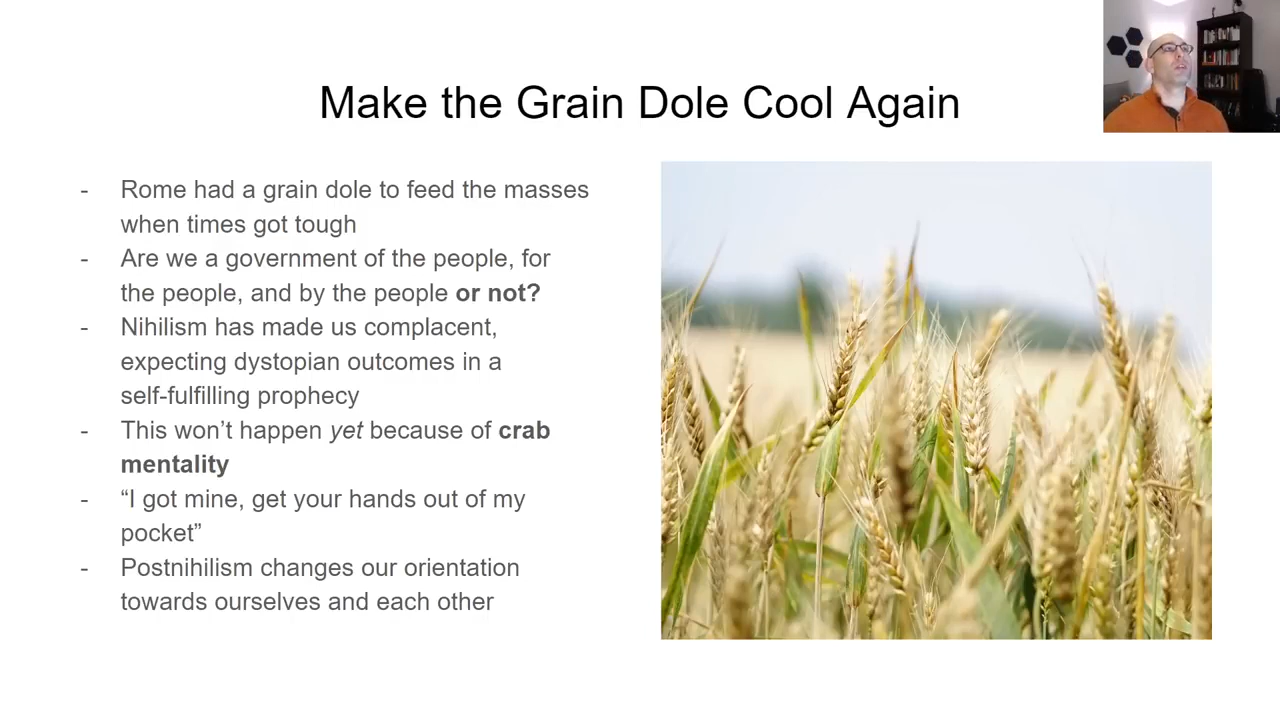 Make the Grain Dole Cool Again
- Rome had a grain dole to feed the masses
when times got tough
- Are we a government of the people, for
the people, and by the people or not?
- Nihilism has made us complacent,
expecting dystopian outcomes in a
self-fulfilling prophecy
- This won’t happen yet because of crab
mentality
- “I got mine, get your hands out of my
pocket”
- Postnihilism changes our orientation
towards ourselves and each other